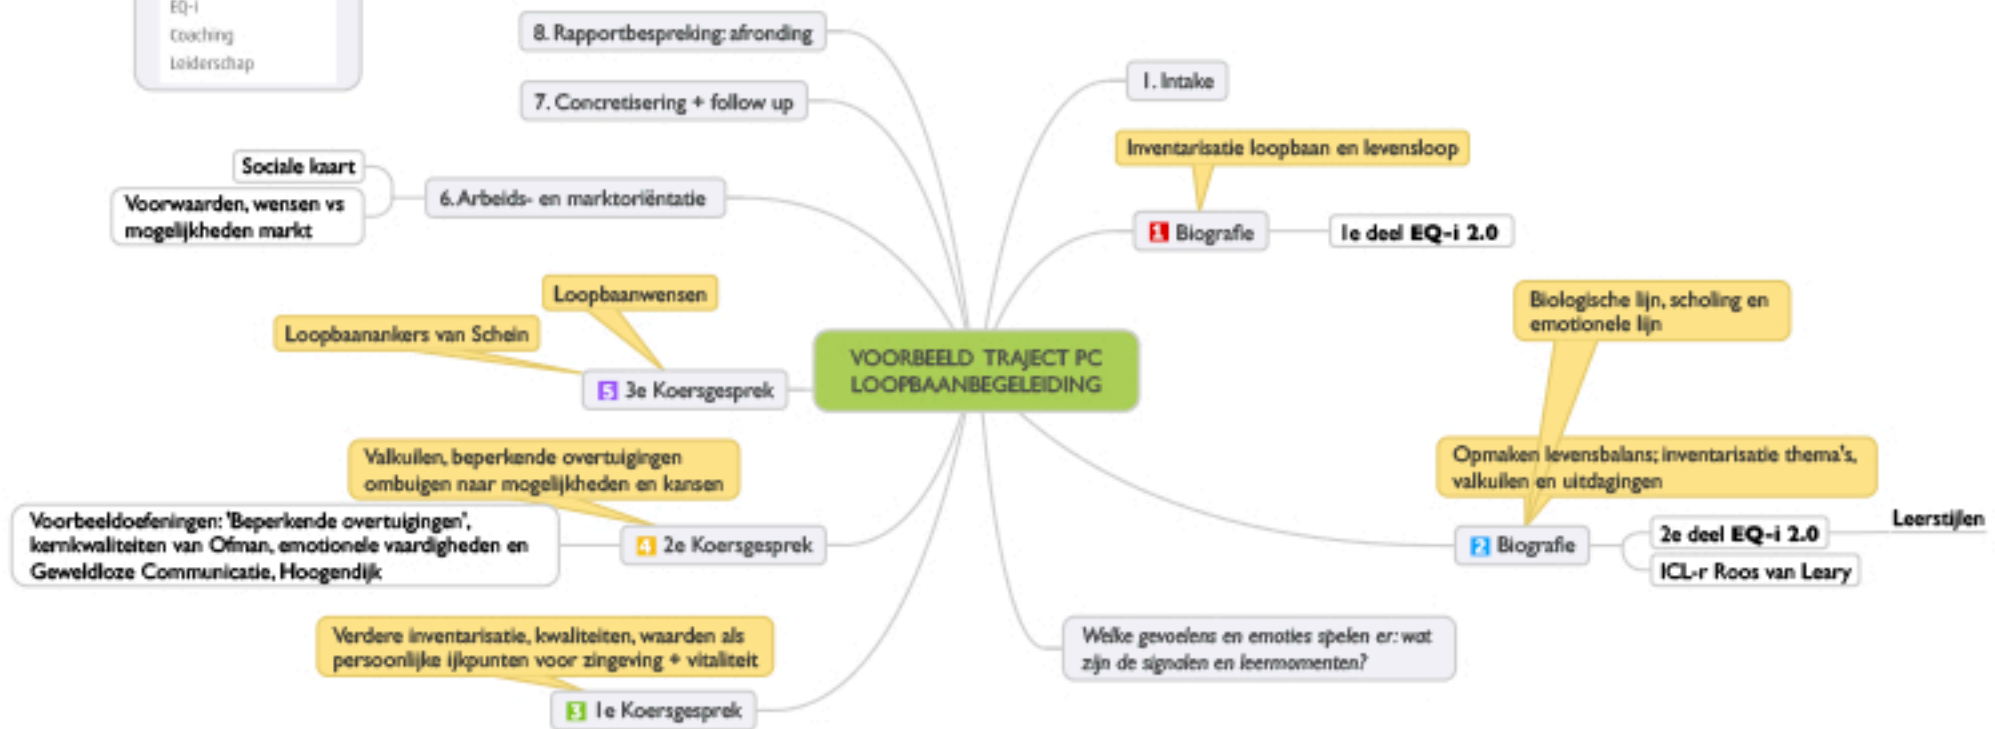 EQ-i
Coaching
Leiderschap
8. Rapportbespreking: afronding
7. Concretisering + follow up
Sociale kaart
Voorwaarden, wensen vs
mogelijkheden markt
6. Arbeids- en marktoriëntatie
Loopbaanwensen
Loopbaanankers van Schein
5 3e Koersgesprek
Valkuilen, beperkende overtuigingen
ombuigen naar mogelijkheden en kansen
Voorbeeldoefeningen: 'Beperkende overtuigingen',
kernkwaliteiten van Ofman, emotionele vaardigheden en
Geweldloze Communicatie, Hoogendijk
4 2e Koersgesprek
Verdere inventarisatie, kwaliteiten, waarden als
persoonlijke ijkpunten voor zingeving + vitaliteit
3 1e Koersgesprek
VOORBEELD TRAJECT PC
LOOPBAANBEGELEIDING
1. Intake
Inventarisatie loopbaan en levensloop
1 Biografie
1e deel EQ-i 2.0
Biologische lijn, scholing en
emotionele lijn
Opmaken levensbalans; inventarisatie thema's,
valkuilen en uitdagingen
2 Biografie
2e deel EQ-i 2.0
Leerstijlen
ICL-r Roos van Leary
Welke gevoelens en emoties spelen er: wat
zijn de signalen en leermomenten?